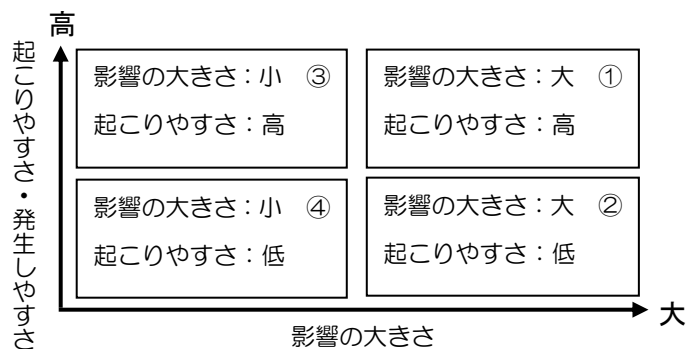 高
起こりやすさ・発生しやすさ
影響の大きさ：小　③
起こりやすさ：高
影響の大きさ：大　①
起こりやすさ：高
影響の大きさ：小　④
起こりやすさ：低
影響の大きさ：大　②
起こりやすさ：低
大
影響の大きさ